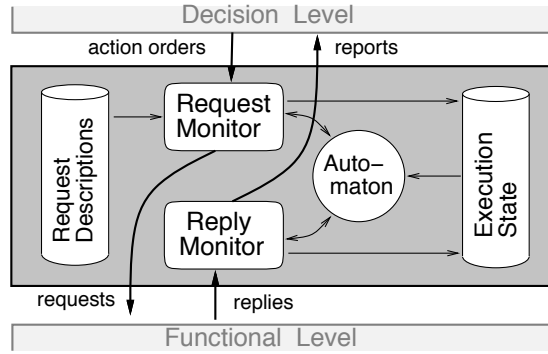 Decision Level
action orders
reports
Request
Monitor
Request
Descriptions
Auto–
maton
Execution
State
Reply
Monitor
requests
replies
Functional Level